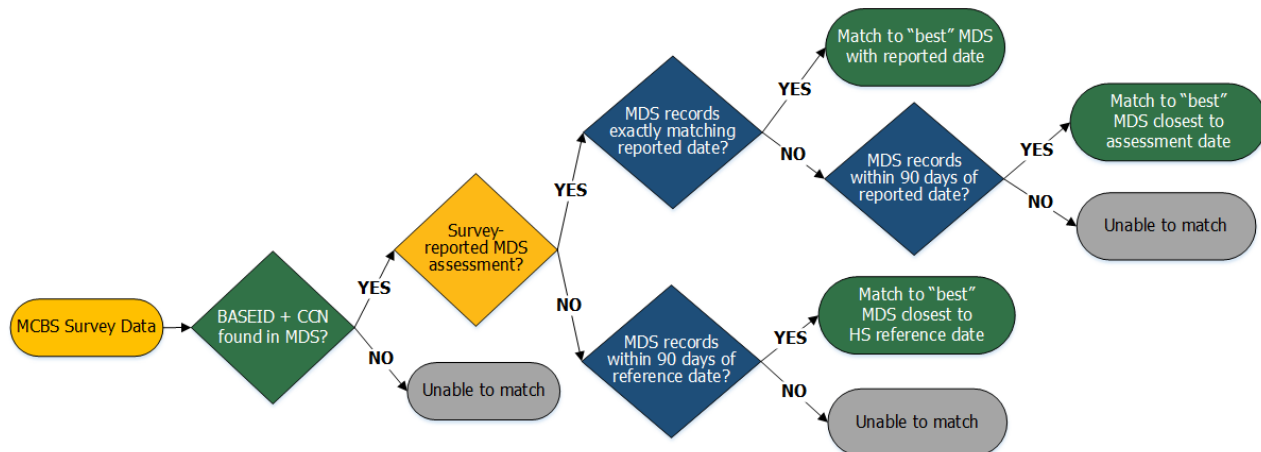 MCBS Survey Data
BASEID + CCN
found in MDS?
YES
NO
Unable to match
Survey-
reported MDS
assessment?
YES
NO
MDS records
exactly matching
reported date?
YES
NO
Match to “best” MDS
with reported date
MDS records
within 90 days of
reported date?
YES
NO
Match to “best”
MDS closest to
assessment date
Unable to match
MDS records
within 90 days of
reference date?
YES
NO
Match to “best”
MDS closest to
HS reference date
Unable to match